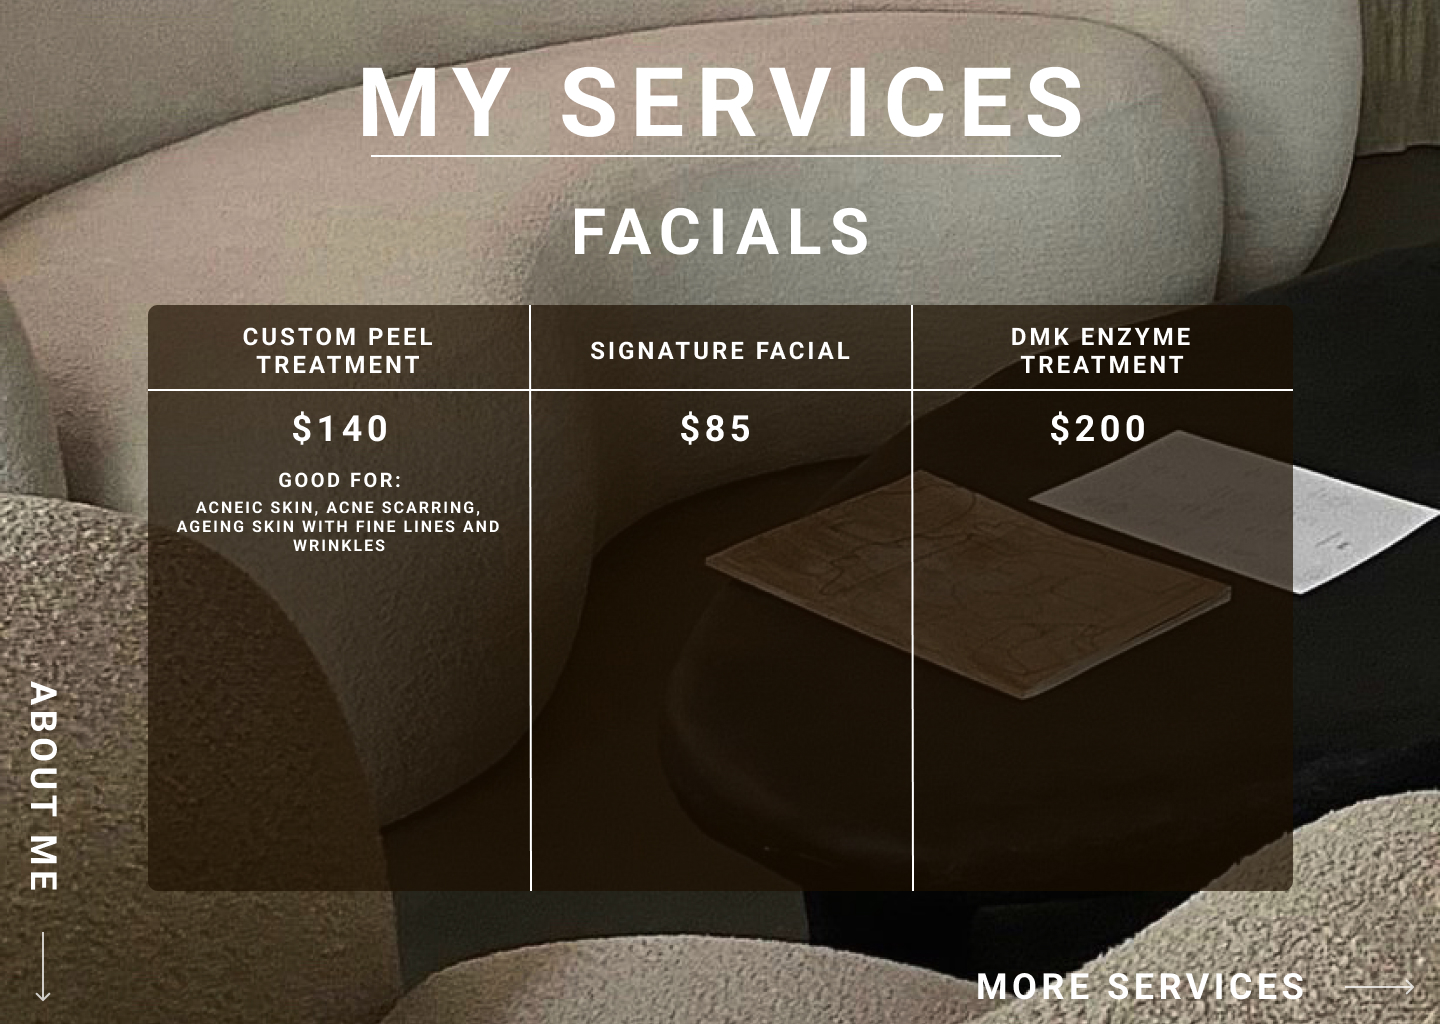 MY SERVICES
FACIALS
CUSTOM PEEL
TREATMENT
SIGNATURE FACIAL
DMK ENZYME
TREATMENT
$140
$85
$200
GOOD FOR:
ACNEIC SKIN, ACNE SCARRING,
AGEING SKIN WITH FINE LINES AND
WRINKLES
ABOUT ME
MORE SERVICES